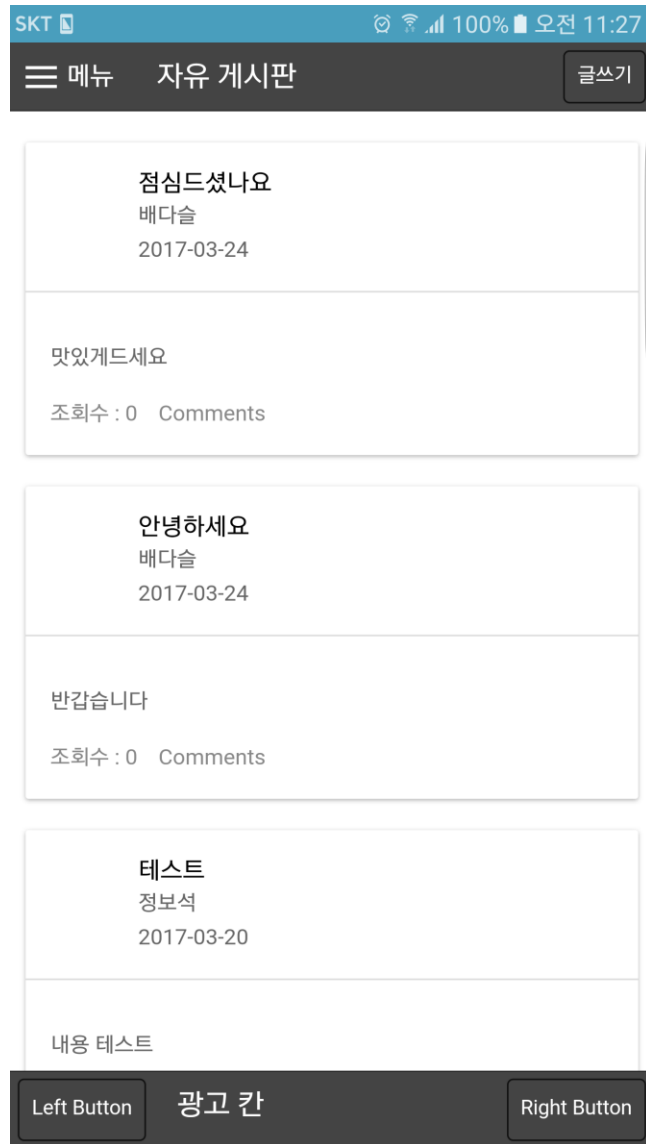 SKT 100% 오전 11:27
메뉴 자유 게시판 글쓰기
점심드셨나요
배다슬
2017-03-24
맛있게드세요
조회수 : 0 Comments
안녕하세요
배다슬
2017-03-24
반갑습니다
조회수 : 0 Comments
테스트
정보석
2017-03-20
내용 테스트
Left Button 광고 칸 Right Button